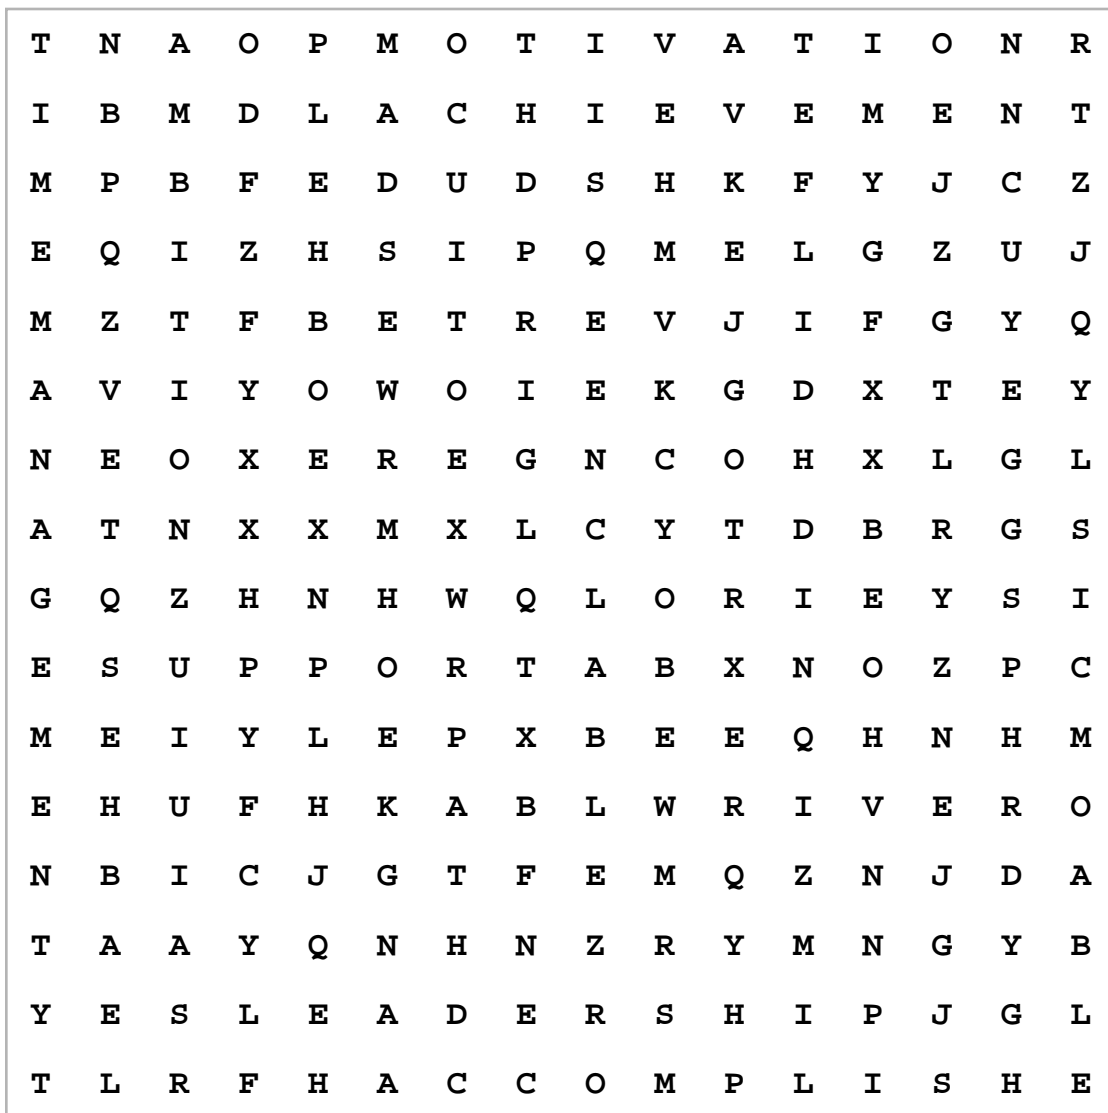 T N A O P M O T I V A T I O N R
I B M D L A C H I E V E M E N T
M P B F E D U D S H K F Y J C Z
E Q I Z H S I P Q M E L G Z U J
M Z T F B E T R E V J I F G Y Q
A V I Y O W O I E K G D X T E Y
N E O X E R E G N C O H X L G L
A T N X X M X L C Y T D B R G S
G Q Z H N H W Q L O R I E Y S I
E S U P P O R T A B X N O Z P C
M E I Y L E P X B E E Q H N H M
E H U F H K A B L W R I V E R O
N B I C J G T F E M Q Z N J D A
T A A Y Q N H N Z R Y M N G Y B
Y E S L E A D E R S H I P J G L
T L R F H A C C O M P L I S H E